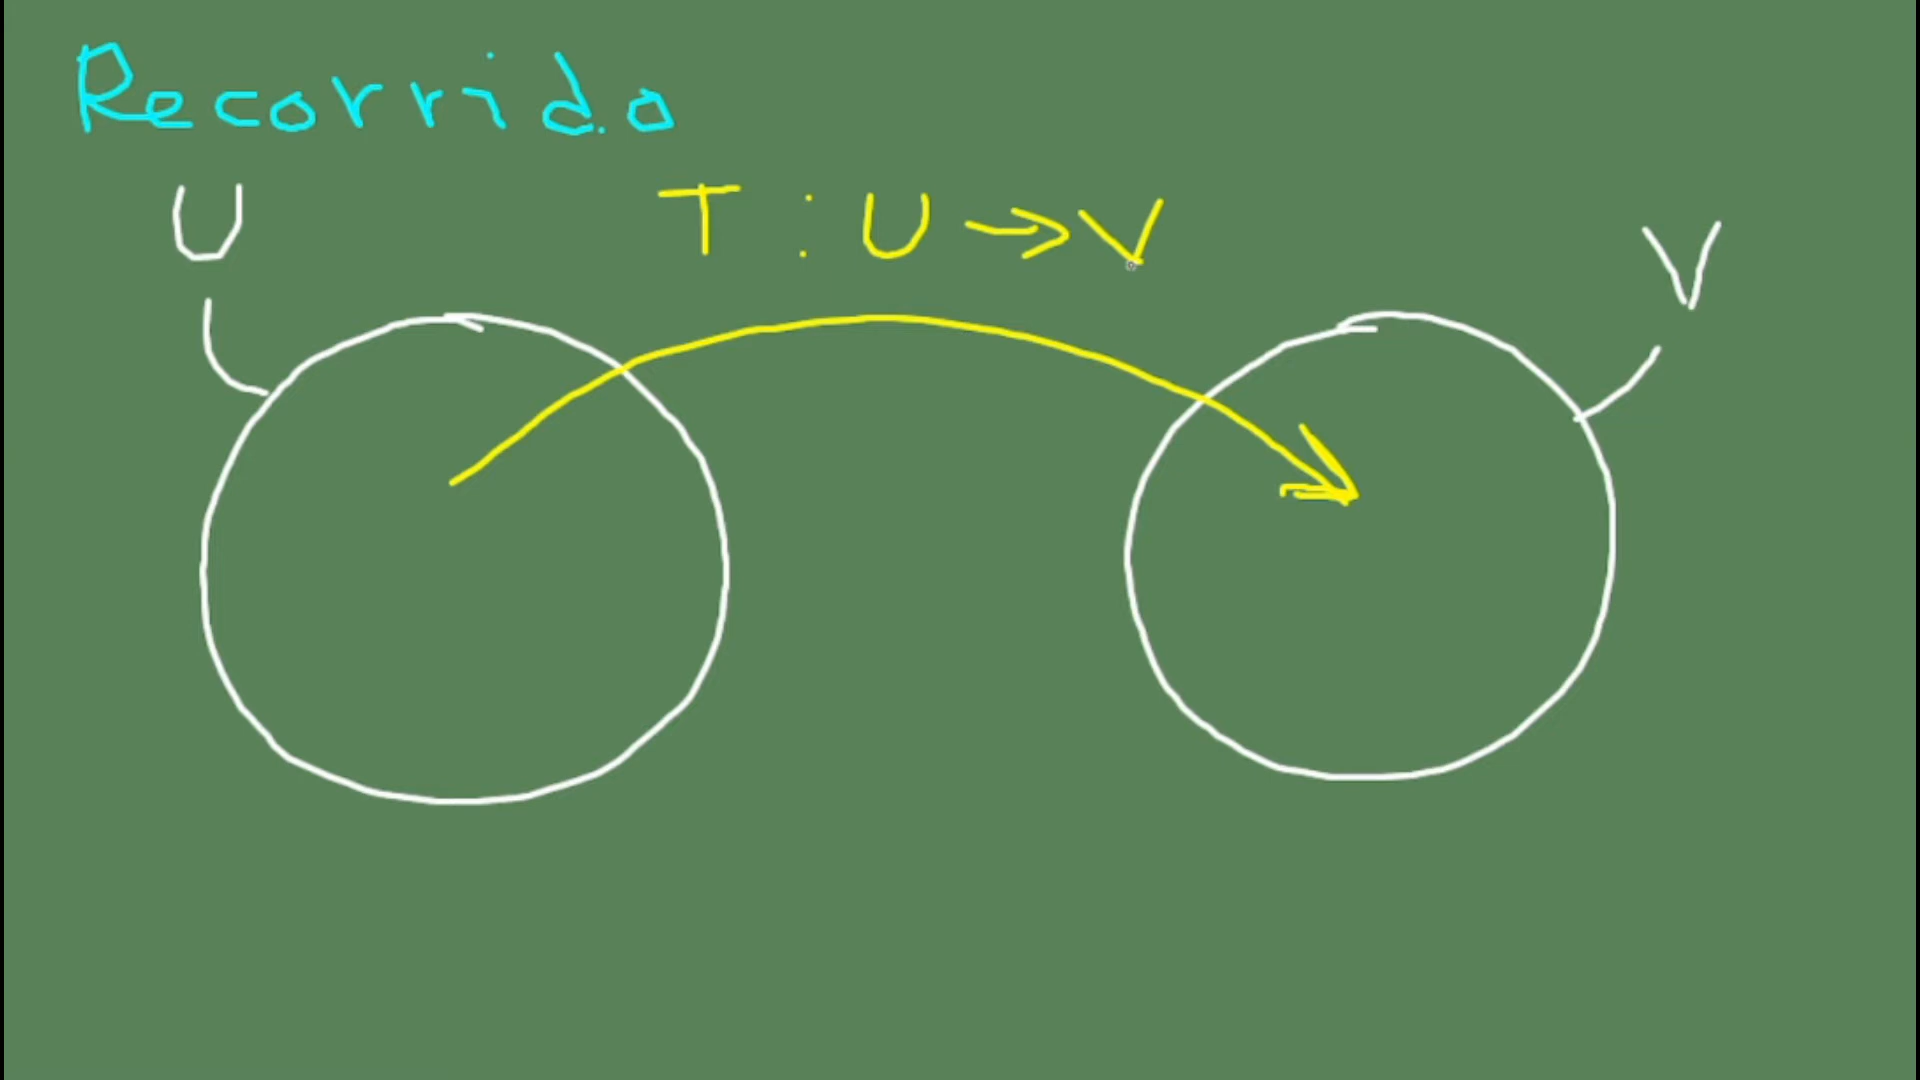 Recorrido
U
T : U → V
V